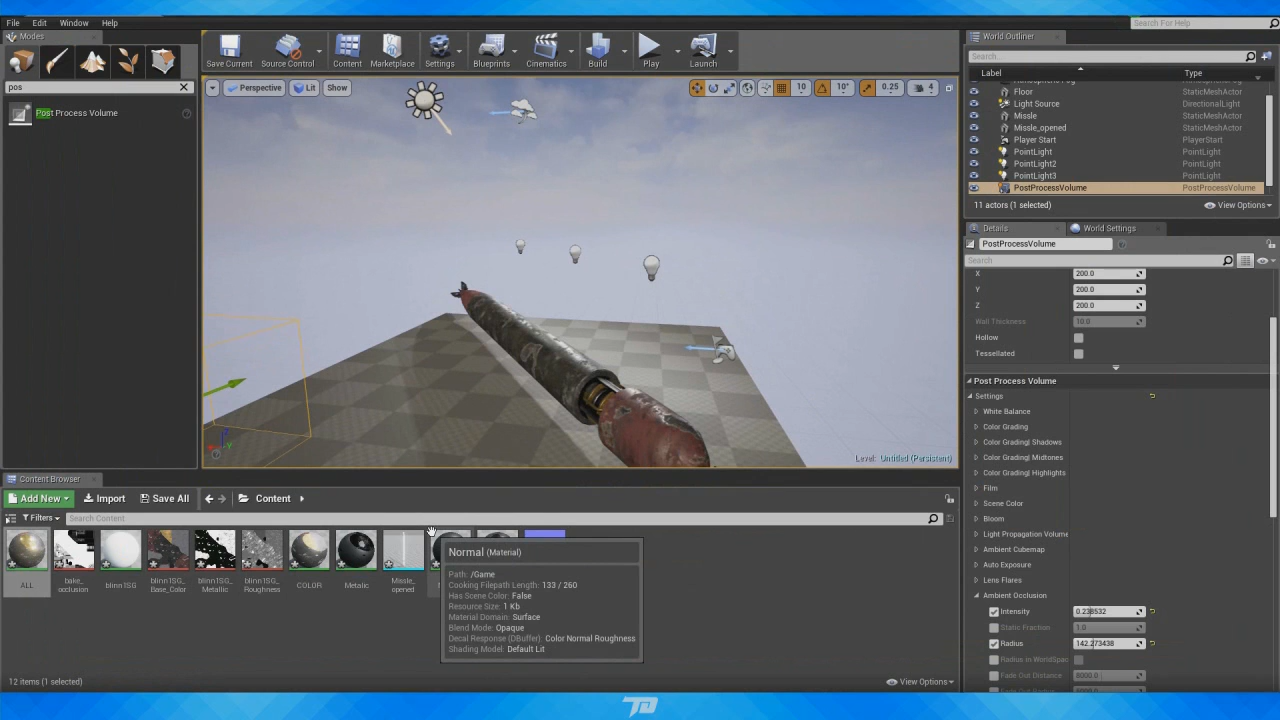 File Edit Window Help
Search For Help
Modes
pos
Post Process Volume
Save Current Source Control Content Marketplace Settings Blueprints Cinematics Build Play Launch
Perspective Lit Show
10 10° 0.25 4
Level: Untitled (Persistent)
World Outliner
Search
Label Type
Floor StaticMeshActor
Light Source DirectionalLight
Missle StaticMeshActor
Missle_opened StaticMeshActor
Player Start PlayerStart
PointLight PointLight
PointLight2 PointLight
PointLight3 PointLight
PostProcessVolume PostProcessVolume
11 actors (1 selected) View Options
Details World Settings
PostProcessVolume
Search
X 200.0
Y 200.0
Z 200.0
Wall Thickness 10.0
Hollow
Tessellated
Post Process Volume
Settings
White Balance
Color Grading
Color Grading| Shadows
Color Grading| Midtones
Color Grading| Highlights
Film
Scene Color
Bloom
Light Propagation Volume
Ambient Cubemap
Auto Exposure
Lens Flares
Ambient Occlusion
Intensity 0.238532
Static Fraction 1.0
Radius 142.273438
Radius in WorldSpac
Fade Out Distance 8000.0
Content Browser
Add New Import Save All Content
Filters Search Content
ALL
bake_
occlusion
blinn1SG
blinn1SG_
Base_Color
blinn1SG_
Metallic
blinn1SG_
Roughness
COLOR
Metalic
Missle_
opened
Normal (Material)
Path: /Game
Cooking Filepath Length: 133 / 260
Has Scene Color: False
Resource Size: 1 Kb
Material Domain: Surface
Blend Mode: Opaque
Decal Response (DBuffer): Color Normal Roughness
Shading Model: Default Lit
12 items (1 selected) View Options